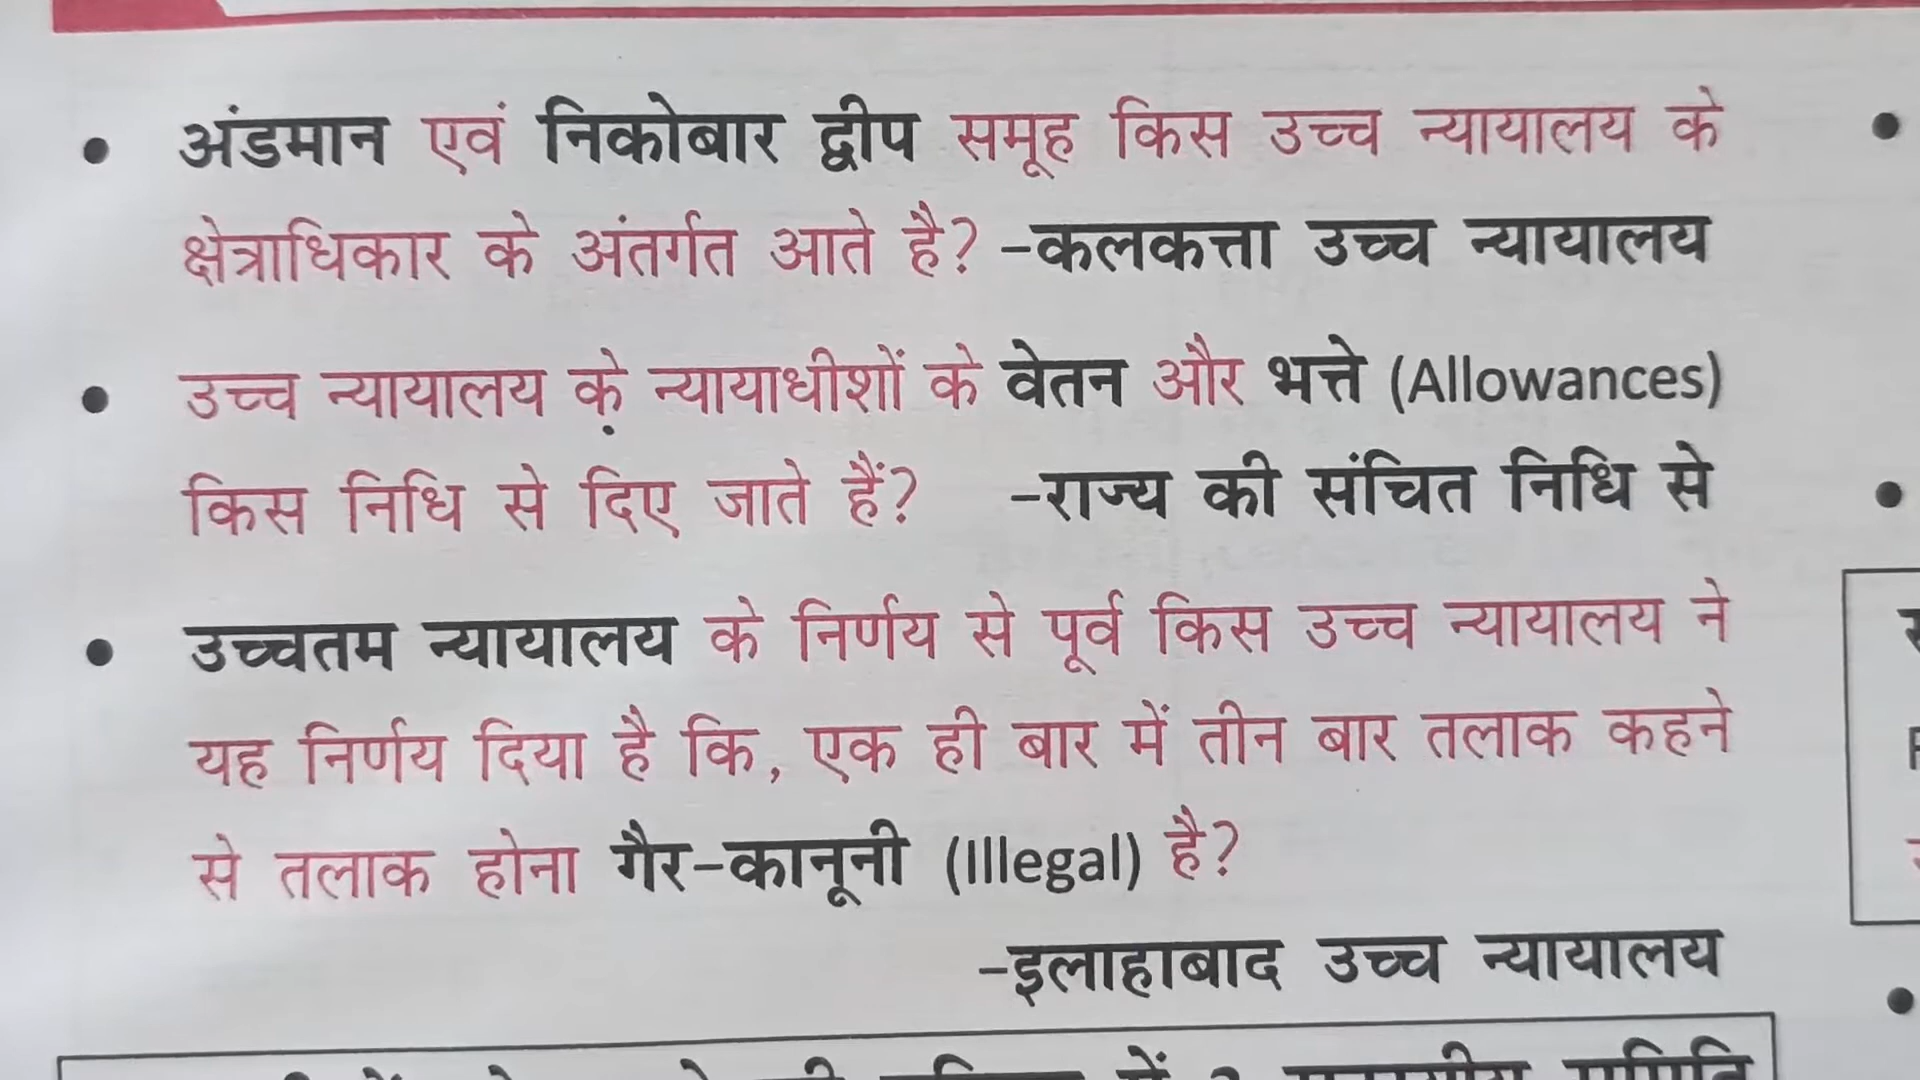 • अंडमान एवं निकोबार द्वीप समूह किस उच्च न्यायालय के
क्षेत्राधिकार के अंतर्गत आते है? -कलकत्ता उच्च न्यायालय
• उच्च न्यायालय के़ न्यायाधीशों के वेतन और भत्ते (Allowances)
किस निधि से दिए जाते हैं? -राज्य की संचित निधि से
• उच्चतम न्यायालय के निर्णय से पूर्व किस उच्च न्यायालय ने
यह निर्णय दिया है कि, एक ही बार में तीन बार तलाक कहने
से तलाक होना गैर-कानूनी (Illegal) है?
-इलाहाबाद उच्च न्यायालय